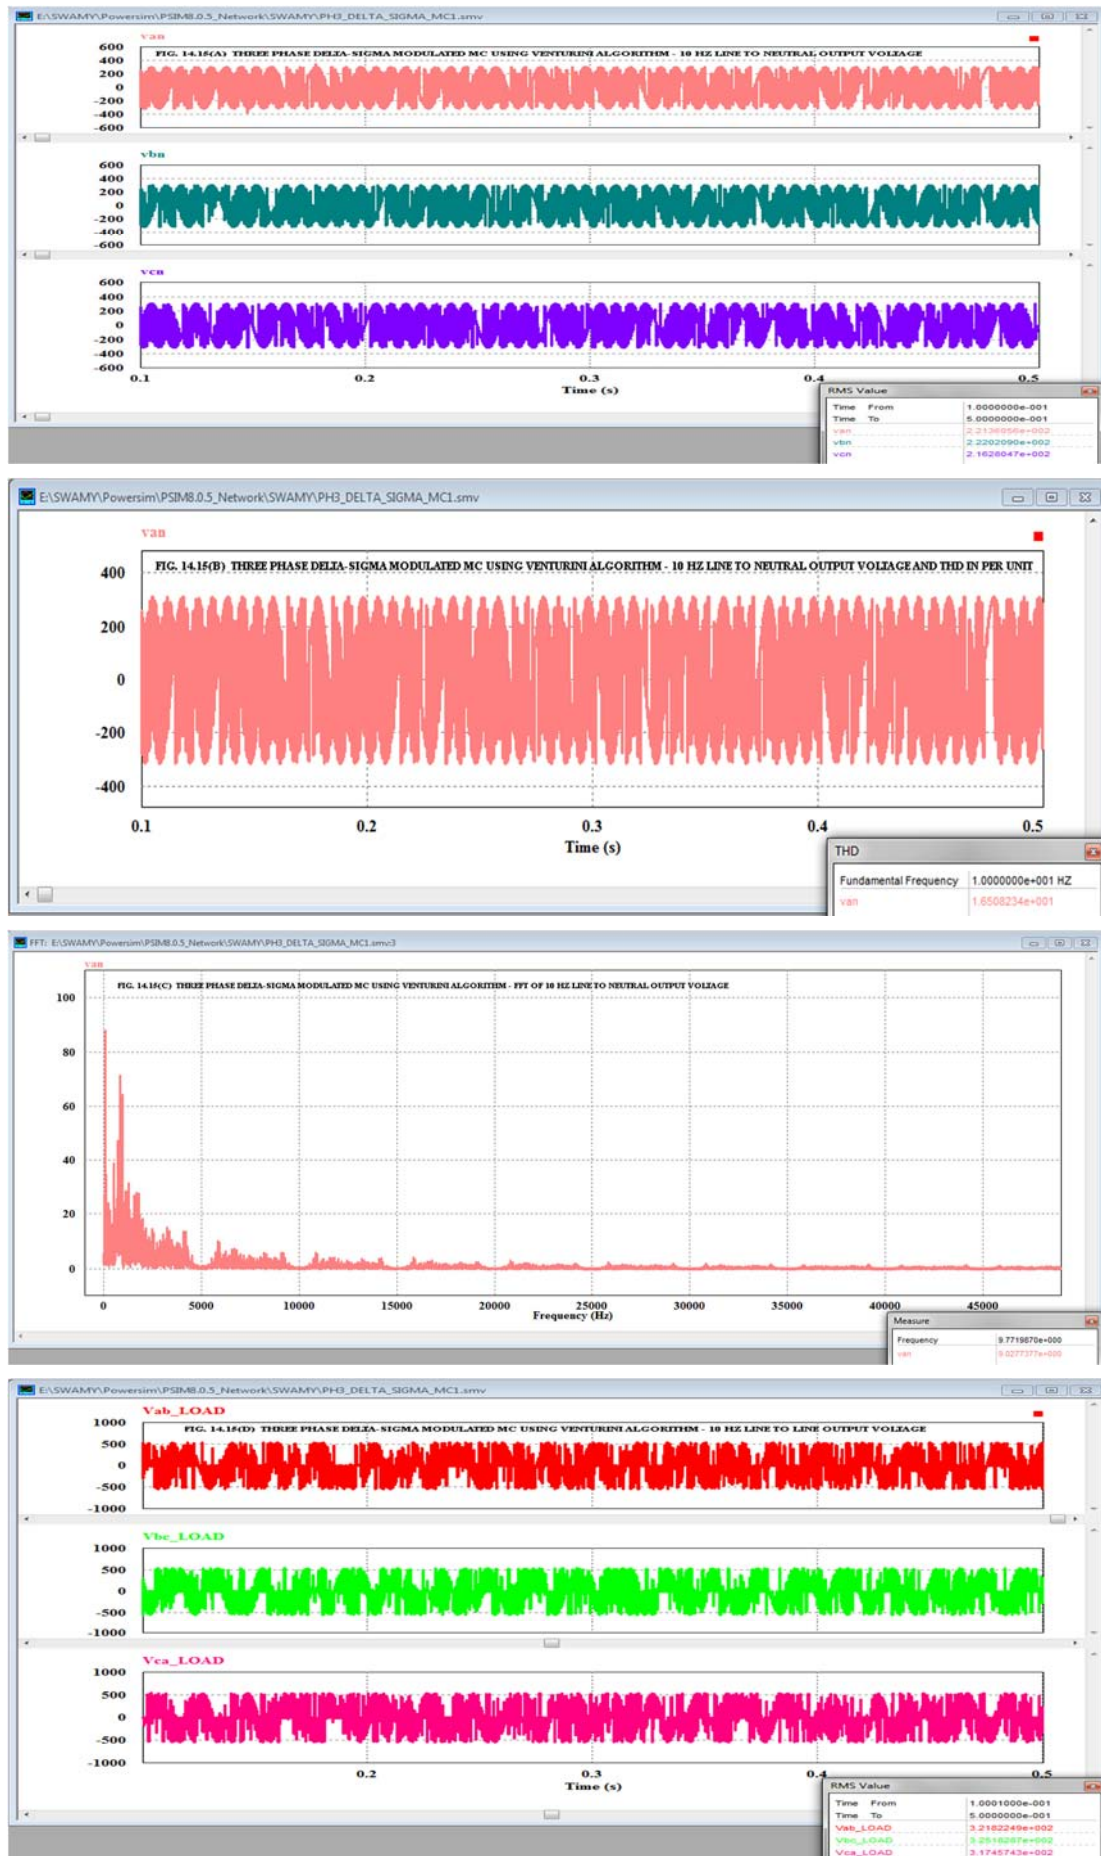 E:\SWAMY\Powersim\PSIM8.0.5_Network\SWAMY\PH3_DELTA_SIGMA_MC1.smv
van
FIG. 14.15(A) THREE PHASE DELTA-SIGMA MODULATED MC USING VENTURINI ALGORITHM - 10 HZ LINE TO NEUTRAL OUTPUT VOLTAGE
600
400
200
0
-200
-400
-600
vbn
600
400
200
0
-200
-400
-600
vcn
600
400
200
0
-200
-400
-600
0.1 0.2 0.3 0.4 0.5
Time (s)
RMS Value
Time From 1.0000000e-001
Time To 5.0000000e-001
van 2.2136056e+002
vbn 2.2202090e+002
vcn 2.1628047e+002
E:\SWAMY\Powersim\PSIM8.0.5_Network\SWAMY\PH3_DELTA_SIGMA_MC1.smv
van
FIG. 14.15(B) THREE PHASE DELTA-SIGMA MODULATED MC USING VENTURINI ALGORITHM - 10 HZ LINE TO NEUTRAL OUTPUT VOLTAGE AND THD IN PER UNIT
400
200
0
-200
-400
0.1 0.2 0.3 0.4 0.5
Time (s)
THD
Fundamental Frequency 1.0000000e+001 HZ
van 1.6508234e+001
FFT: E:\SWAMY\Powersim\PSIM8.0.5_Network\SWAMY\PH3_DELTA_SIGMA_MC1.smv:3
van
FIG. 14.15(C) THREE PHASE DELTA-SIGMA MODULATED MC USING VENTURINI ALGORITHM - FFT OF 10 HZ LINE TO NEUTRAL OUTPUT VOLTAGE
100
80
60
40
20
0
0 5000 10000 15000 20000 25000 30000 35000 40000 45000
Frequency (Hz)
Measure
Frequency 9.7719870e+000
van 9.0277377e+000
E:\SWAMY\Powersim\PSIM8.0.5_Network\SWAMY\PH3_DELTA_SIGMA_MC1.smv
Vab_LOAD
FIG. 14.15(D) THREE PHASE DELTA-SIGMA MODULATED MC USING VENTURINI ALGORITHM - 10 HZ LINE TO LINE OUTPUT VOLTAGE
1000
500
0
-500
-1000
Vbc_LOAD
1000
500
0
-500
-1000
Vca_LOAD
1000
500
0
-500
-1000
0.2 0.3 0.4 0.5
Time (s)
RMS Value
Time From 1.0001000e-001
Time To 5.0000000e-001
Vab_LOAD 3.2182249e+002
Vbc_LOAD 3.2518287e+002
Vca_LOAD 3.1745743e+002